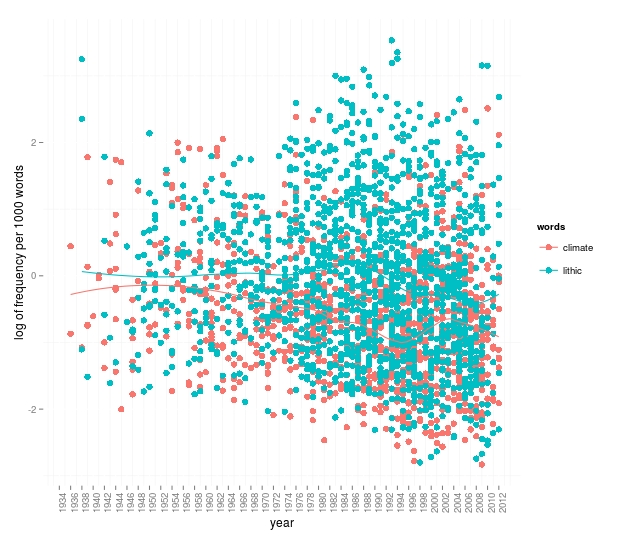 log of frequency per 1000 words
2
0
-2
1934 1936 1938 1940 1942 1944 1946 1948 1950 1952 1954 1956 1958 1960 1962 1964 1966 1968 1970 1972 1974 1976 1978 1980 1982 1984 1986 1988 1990 1992 1994 1996 1998 2000 2002 2004 2006 2008 2010 2012
year
words
climate
lithic